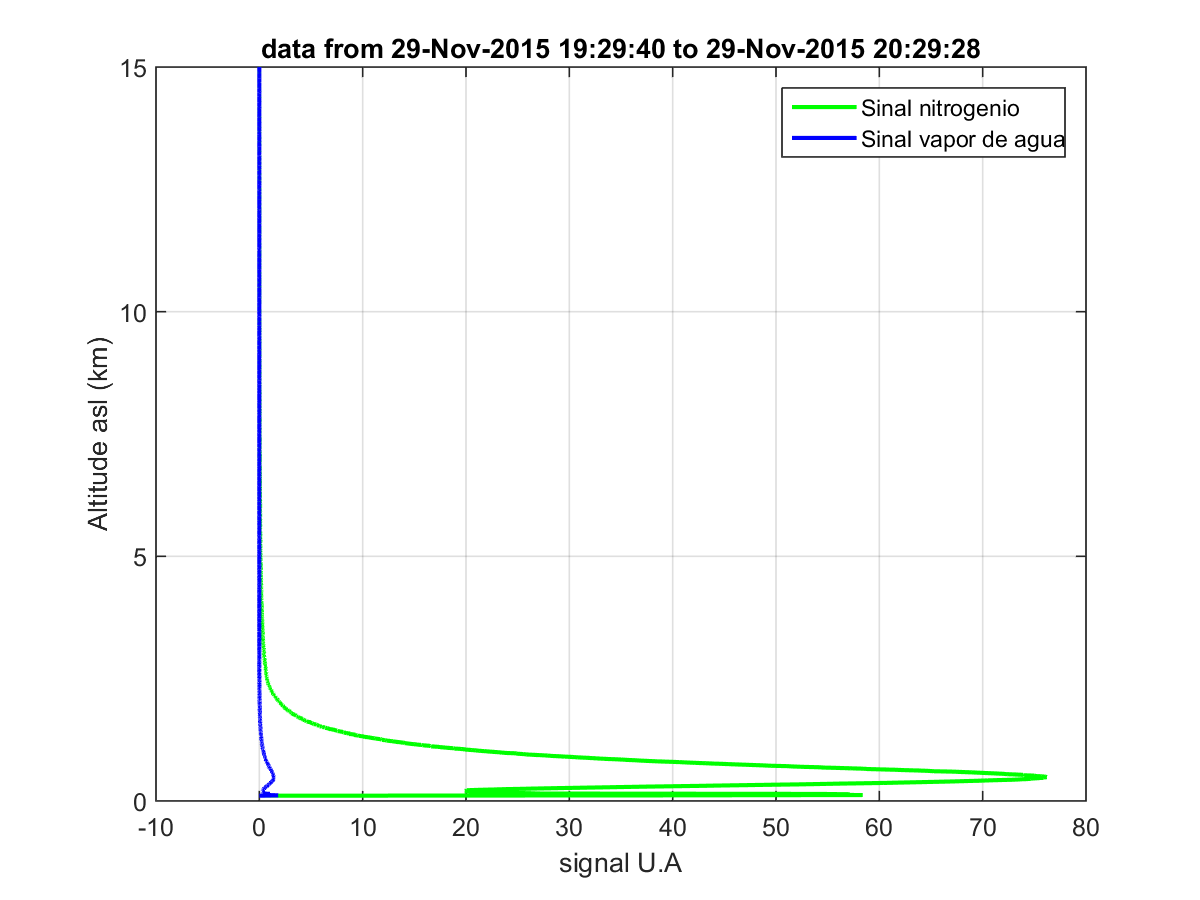 data from 29-Nov-2015 19:29:40 to 29-Nov-2015 20:29:28
Sinal nitrogenio
Sinal vapor de agua
15
10
5
0
Altitude asl (km)
-10 0 10 20 30 40 50 60 70 80
signal U.A